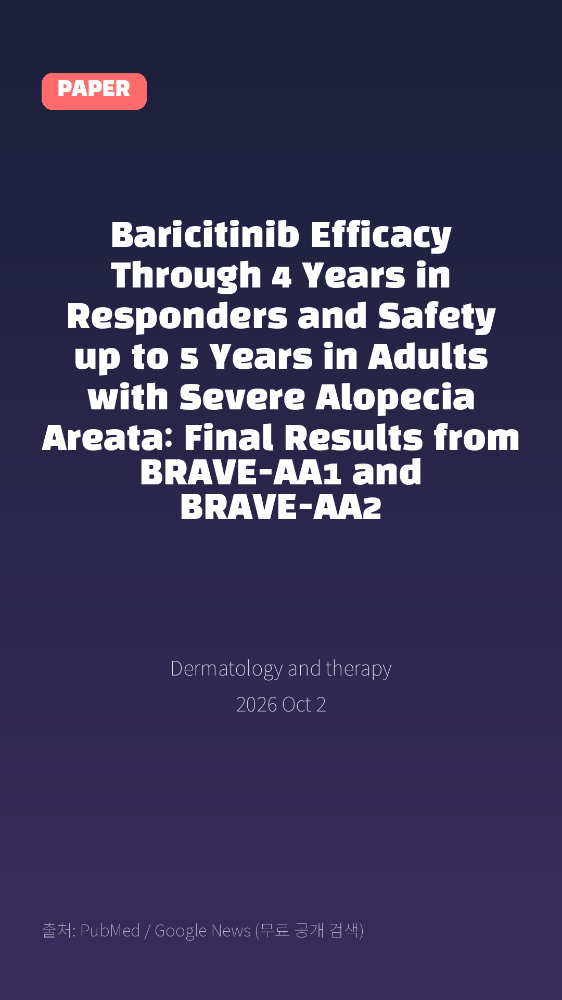 PAPER
Baricitinib Efficacy
Through 4 Years in
Responders and Safety
up to 5 Years in Adults
with Severe Alopecia
Areata: Final Results from
BRAVE-AA1 and
BRAVE-AA2
Dermatology and therapy
2026 Oct 2
출처: PubMed / Google News (무료 공개 검색)